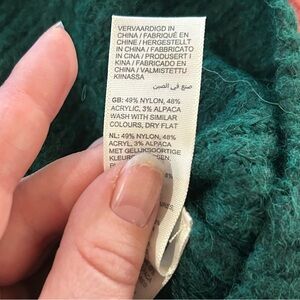 VERVAARDIGD IN
CHINA / FABRIQUÉ EN
CHINE / HERGESTELLT
IN CHINA / FABBRICATO
IN CINA / PRODUSERT I
KINA / FABRICADO EN
CHINA / VALMISTETTU
KIINASSA
صنع في الصين
GB: 49% NYLON, 48%
ACRYLIC, 3% ALPACA
WASH WITH SIMILAR
COLOURS, DRY FLAT
NL: 49% NYLON, 48%
ACRYL, 3% ALPACA
MET GELIJKSOORTIGE